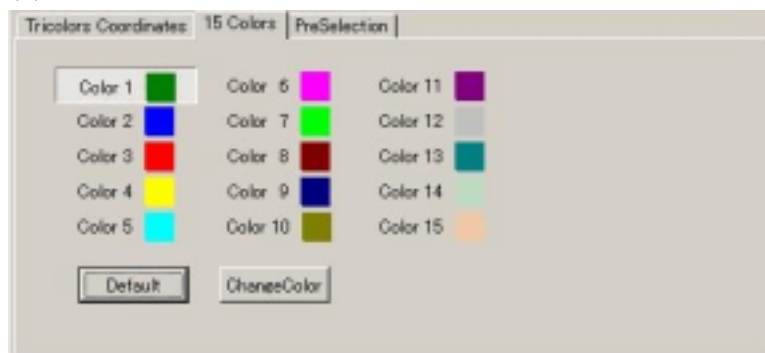 Tricolors Coordinates 15 Colors PreSelection
Color 1 Color 6 Color 11
Color 2 Color 7 Color 12
Color 3 Color 8 Color 13
Color 4 Color 9 Color 14
Color 5 Color 10 Color 15
Default ChangeColor